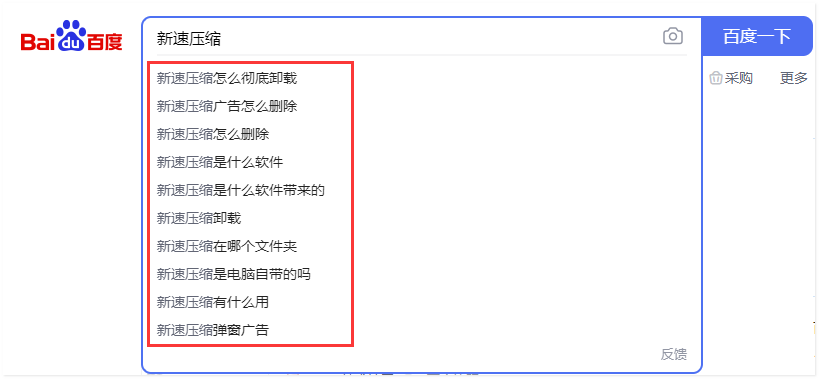 Bai du 百度
新速压缩
百度一下
采购
更多
新速压缩怎么彻底卸载
新速压缩广告怎么删除
新速压缩怎么删除
新速压缩是什么软件
新速压缩是什么软件带来的
新速压缩卸载
新速压缩在哪个文件夹
新速压缩是电脑自带的吗
新速压缩有什么用
新速压缩弹窗广告
反馈